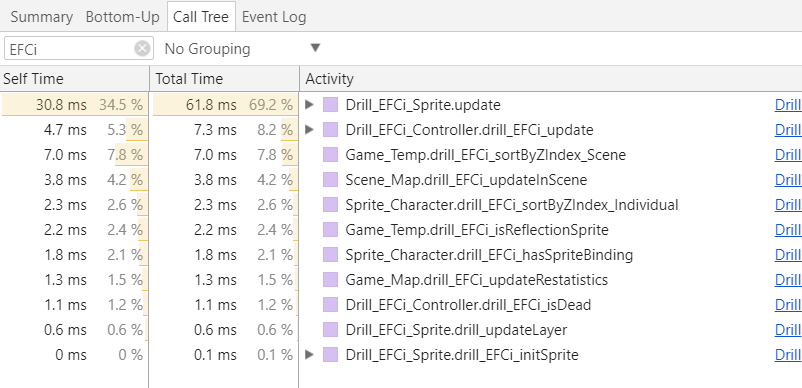 Summary Bottom-Up Call Tree Event Log
EFCi No Grouping
Self Time Total Time Activity
30.8 ms 34.5 % 61.8 ms 69.2 % Drill_EFCi_Sprite.update Drill
4.7 ms 5.3 % 7.3 ms 8.2 % Drill_EFCi_Controller.drill_EFCi_update Drill
7.0 ms 7.8 % 7.0 ms 7.8 % Game_Temp.drill_EFCi_sortByZIndex_Scene Drill
3.8 ms 4.2 % 3.8 ms 4.2 % Scene_Map.drill_EFCi_updateInScene Drill
2.3 ms 2.6 % 2.3 ms 2.6 % Sprite_Character.drill_EFCi_sortByZIndex_Individual Drill
2.2 ms 2.4 % 2.2 ms 2.4 % Game_Temp.drill_EFCi_isReflectionSprite Drill
1.8 ms 2.1 % 1.8 ms 2.1 % Sprite_Character.drill_EFCi_hasSpriteBinding Drill
1.3 ms 1.5 % 1.3 ms 1.5 % Game_Map.drill_EFCi_updateRestatistics Drill
1.1 ms 1.2 % 1.1 ms 1.2 % Drill_EFCi_Controller.drill_EFCi_isDead Drill
0.6 ms 0.6 % 0.6 ms 0.6 % Drill_EFCi_Sprite.drill_updateLayer Drill
0 ms 0 % 0.1 ms 0.1 % Drill_EFCi_Sprite.drill_EFCi_initSprite Drill